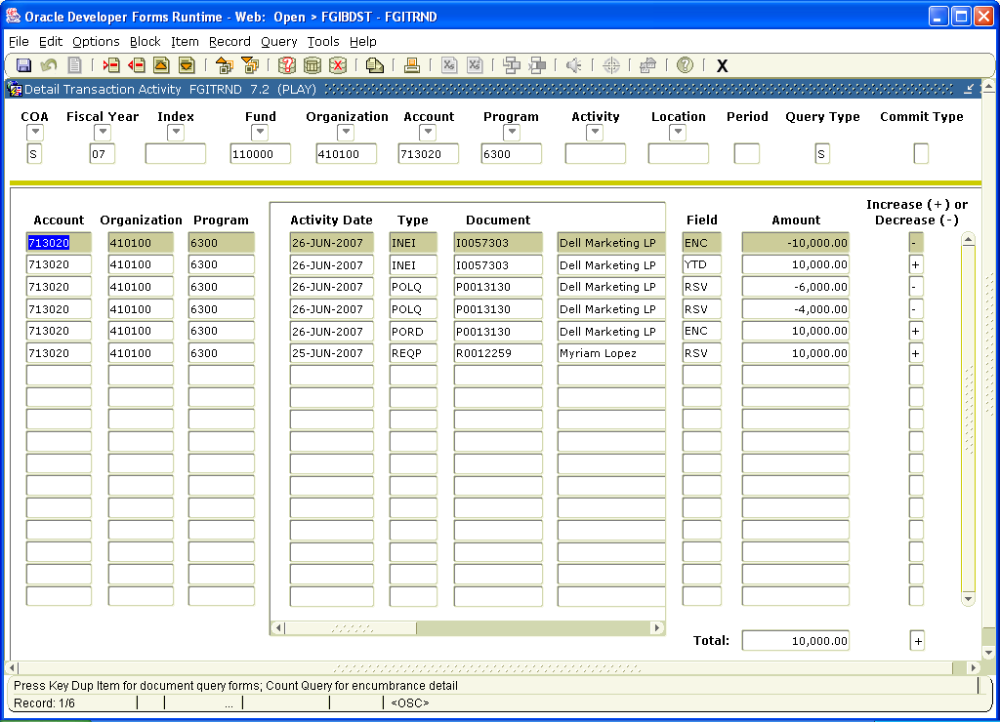 Oracle Developer Forms Runtime - Web: Open > FGIBDST - FGITRND
File Edit Options Block Item Record Query Tools Help
X
Detail Transaction Activity FGITRND 7.2 (PLAY)
COA Fiscal Year Index Fund Organization Account Program Activity Location Period Query Type Commit Type
S 07 110000 410100 713020 6300 S
Increase (+) or
Account Organization Program Activity Date Type Document Field Amount Decrease (-)
713020 410100 6300 26-JUN-2007 INEI I0057303 Dell Marketing LP ENC -10,000.00 -
713020 410100 6300 26-JUN-2007 INEI I0057303 Dell Marketing LP YTD 10,000.00 +
713020 410100 6300 26-JUN-2007 POLQ P0013130 Dell Marketing LP RSV -6,000.00 -
713020 410100 6300 26-JUN-2007 POLQ P0013130 Dell Marketing LP RSV -4,000.00 -
713020 410100 6300 26-JUN-2007 PORD P0013130 Dell Marketing LP ENC 10,000.00 +
713020 410100 6300 25-JUN-2007 REQP R0012259 Myriam Lopez RSV 10,000.00 +
Total: 10,000.00 +
Press Key Dup Item for document query forms; Count Query for encumbrance detail
Record: 1/6 ... <OSC>